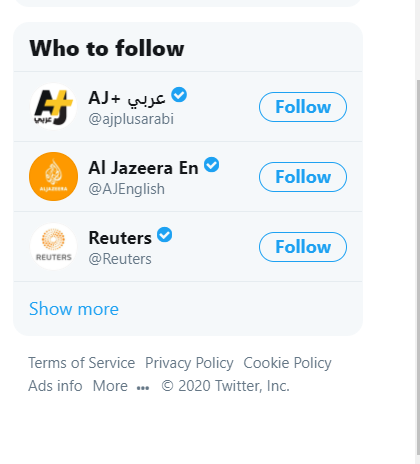 Who to follow
AJ+ عربي
@ajplusarabi
Follow
ALJAZEERA
Al Jazeera En
@AJEnglish
Follow
REUTERS
Reuters
@Reuters
Follow
Show more
Terms of Service Privacy Policy Cookie Policy
Ads info More ••• © 2020 Twitter, Inc.